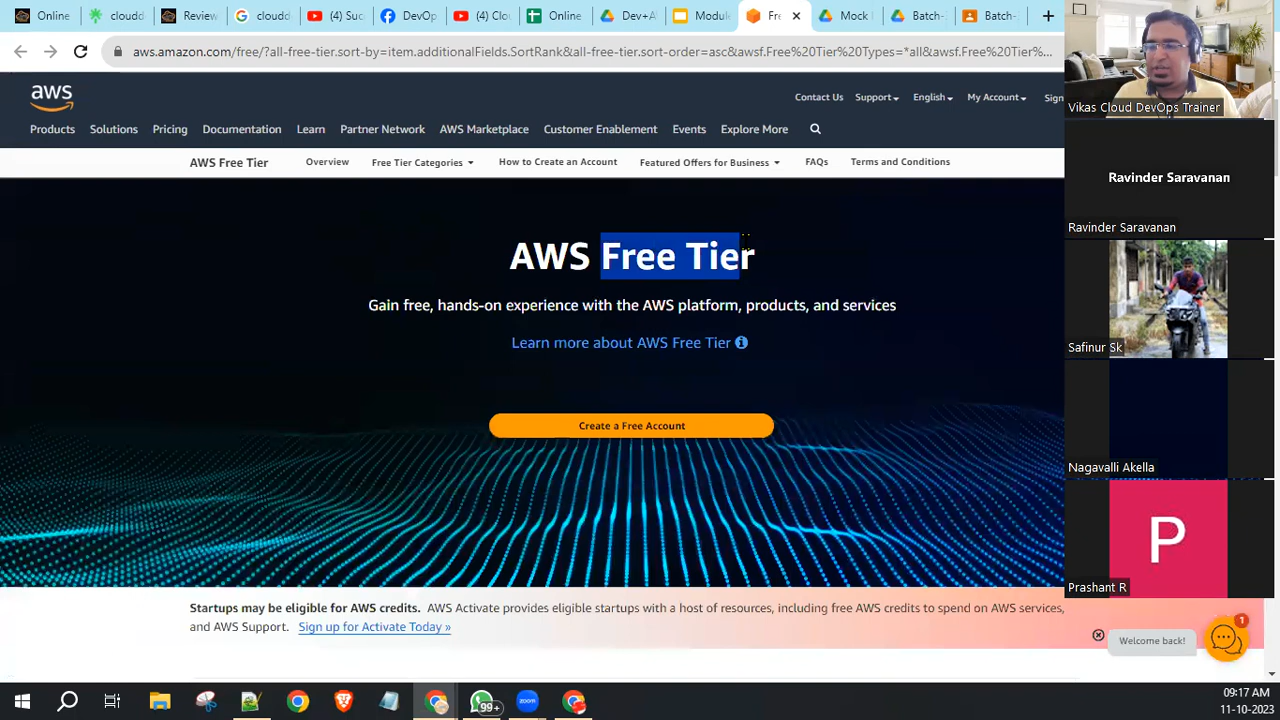 Online
cloudd
Review
cloudd
(4) Suc
DevOp
(4) Clou
Online
Dev+A
Module
Fre
Mock
Batch-
Batch-
aws.amazon.com/free/?all-free-tier.sort-by=item.additionalFields.SortRank&all-free-tier.sort-order=asc&awsf.Free%20Tier%20Types=*all&awsf.Free%20Tier%...
aws
Contact Us Support English My Account Sign
Products Solutions Pricing Documentation Learn Partner Network AWS Marketplace Customer Enablement Events Explore More
AWS Free Tier Overview Free Tier Categories How to Create an Account Featured Offers for Business FAQs Terms and Conditions
AWS Free Tier
Gain free, hands-on experience with the AWS platform, products, and services
Learn more about AWS Free Tier
Create a Free Account
Startups may be eligible for AWS credits. AWS Activate provides eligible startups with a host of resources, including free AWS credits to spend on AWS services,
and AWS Support. Sign up for Activate Today »
Welcome back!
1
Vikas Cloud DevOps Trainer
Ravinder Saravanan
Ravinder Saravanan
Safinur Sk
Nagavalli Akella
P
Prashant R
99+
zoom
09:17 AM
11-10-2023